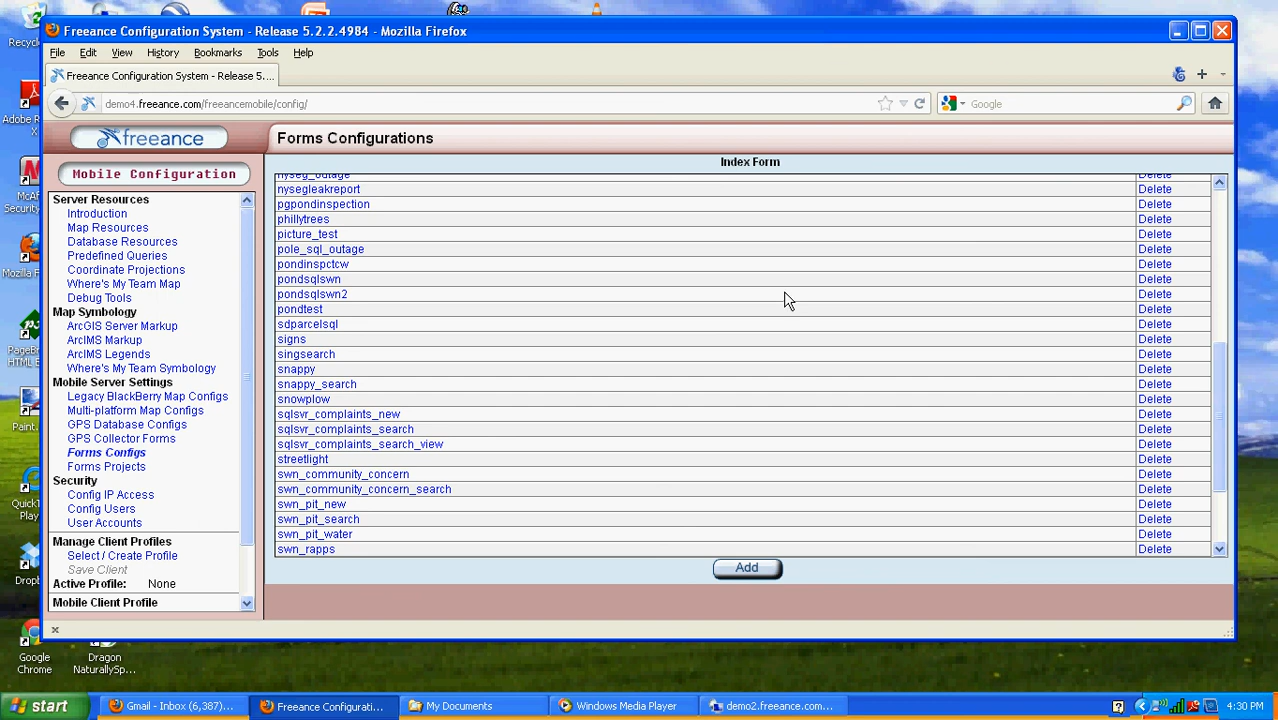 Freeance Configuration System - Release 5.2.2.4984 - Mozilla Firefox
File Edit View History Bookmarks Tools Help
Freeance Configuration System - Release 5....
demo4.freeance.com/freeancemobile/config/
Google
freeance
Forms Configurations
Mobile Configuration
Index Form
Server Resources
Introduction
Map Resources
Database Resources
Predefined Queries
Coordinate Projections
Where's My Team Map
Debug Tools
Map Symbology
ArcGIS Server Markup
ArcIMS Markup
ArcIMS Legends
Where's My Team Symbology
Mobile Server Settings
Legacy BlackBerry Map Configs
Multi-platform Map Configs
GPS Database Configs
GPS Collector Forms
Forms Configs
Forms Projects
Security
Config IP Access
Config Users
User Accounts
Manage Client Profiles
Select / Create Profile
Save Client
Active Profile: None
Mobile Client Profile
nyseg_outage Delete
nysegleakreport Delete
pgpondinspection Delete
phillytrees Delete
picture_test Delete
pole_sql_outage Delete
pondinspctcw Delete
pondsqlswn Delete
pondsqlswn2 Delete
pondtest Delete
sdparcelsql Delete
signs Delete
singsearch Delete
snappy Delete
snappy_search Delete
snowplow Delete
sqlsvr_complaints_new Delete
sqlsvr_complaints_search Delete
sqlsvr_complaints_search_view Delete
streetlight Delete
swn_community_concern Delete
swn_community_concern_search Delete
swn_pit_new Delete
swn_pit_search Delete
swn_pit_water Delete
swn_rapps Delete
Add
x
Google
Chrome
Dragon
NaturallySp...
start
Gmail - Inbox (6,387)...
Freeance Configurati...
My Documents
Windows Media Player
demo2.freeance.com...
4:30 PM